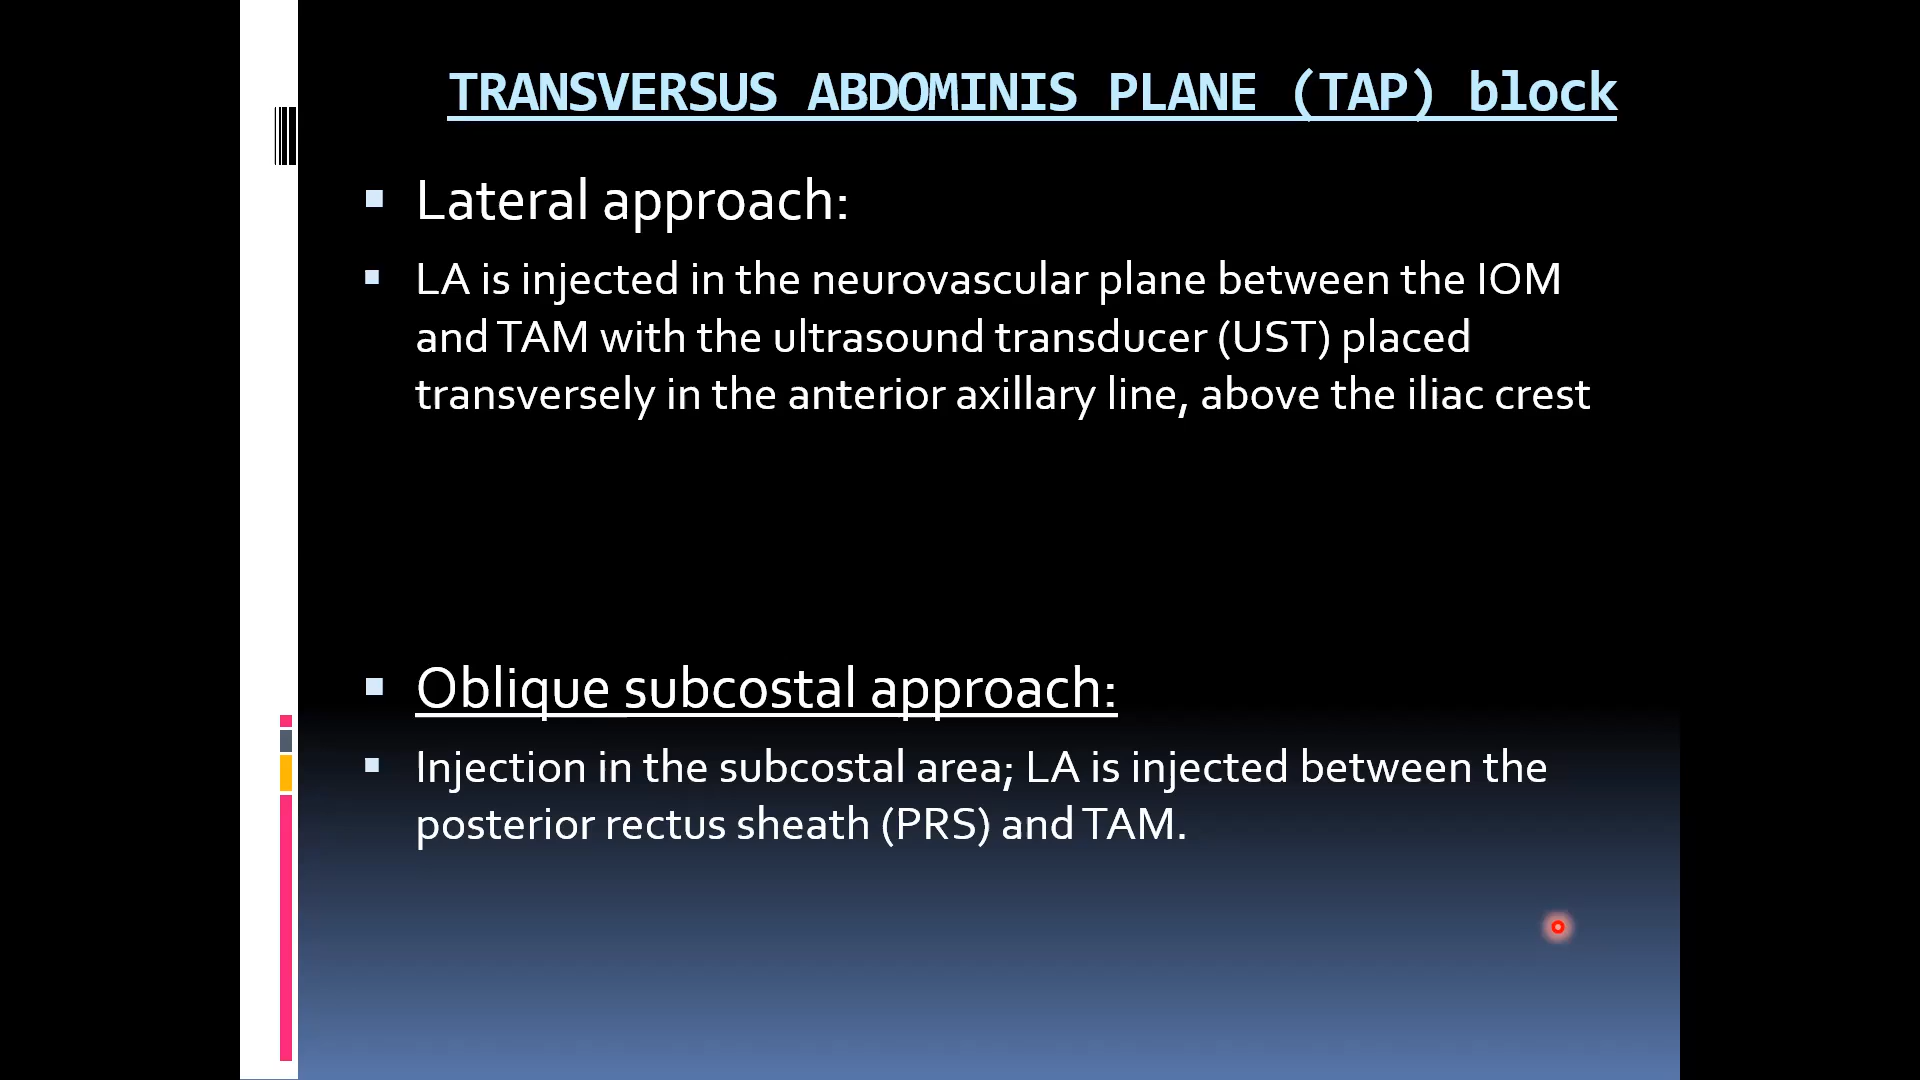 TRANSVERSUS ABDOMINIS PLANE (TAP) block
Lateral approach:
LA is injected in the neurovascular plane between the IOM
and TAM with the ultrasound transducer (UST) placed
transversely in the anterior axillary line, above the iliac crest
Oblique subcostal approach:
Injection in the subcostal area; LA is injected between the
posterior rectus sheath (PRS) and TAM.